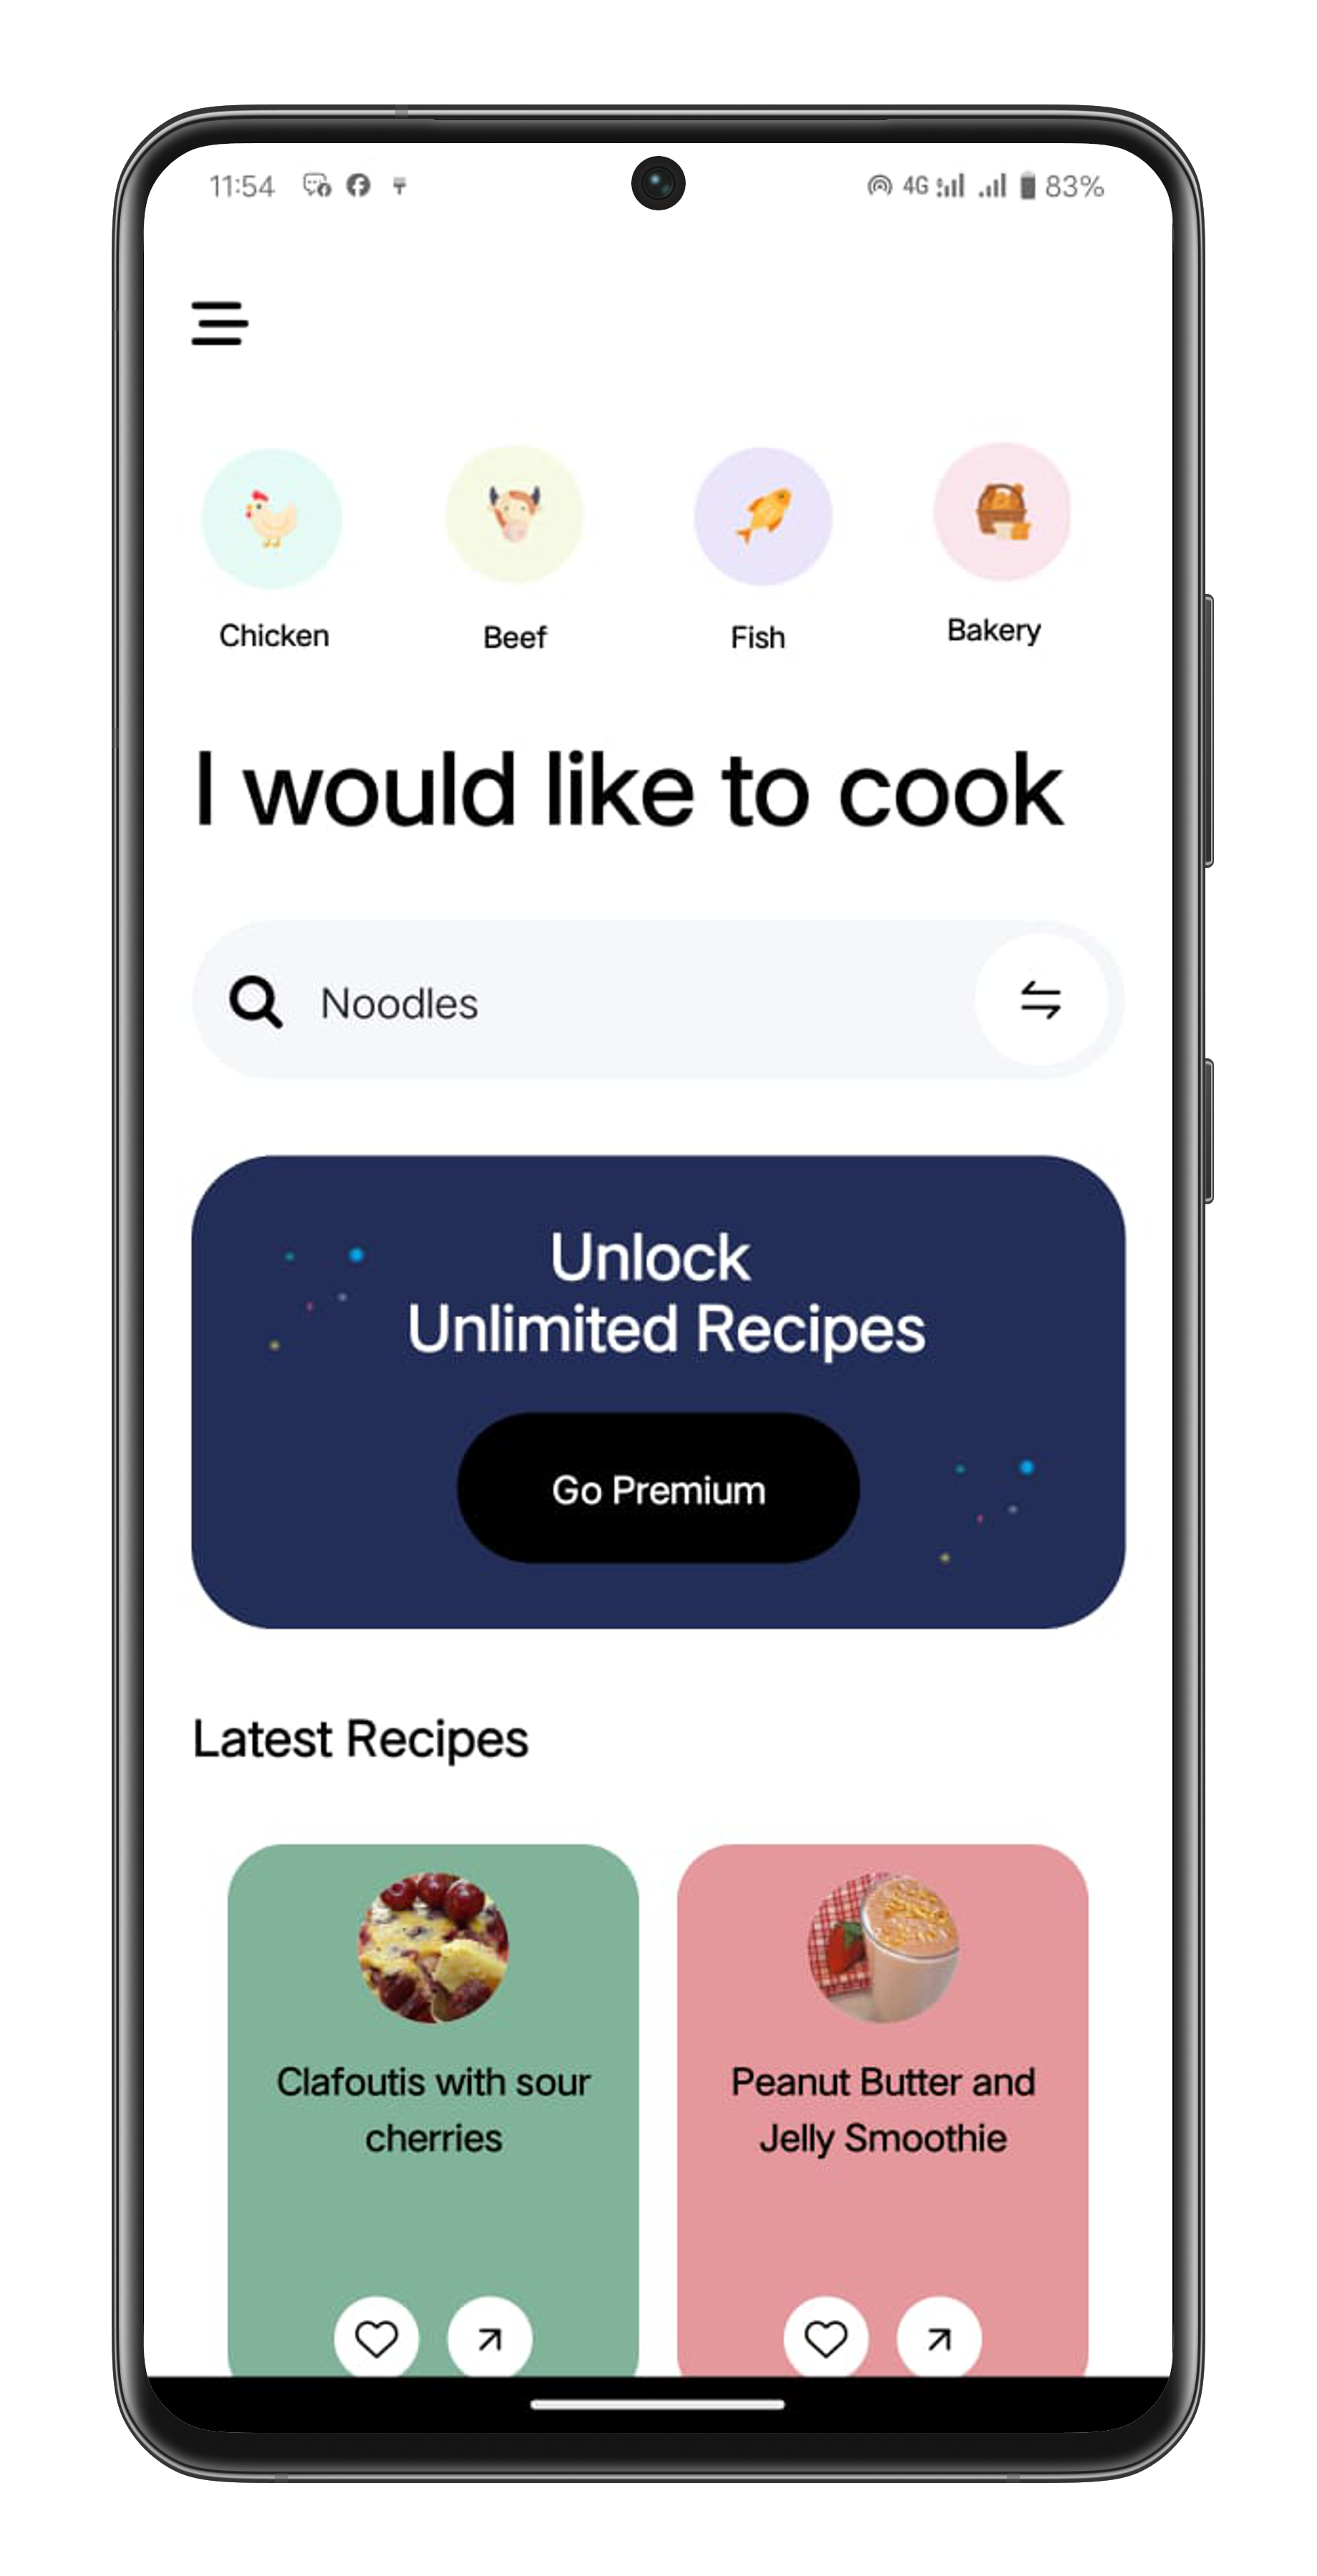 11:54
4G 83%
Chicken Beef Fish Bakery
I would like to cook
Noodles
Unlock
Unlimited Recipes
Go Premium
Latest Recipes
Clafoutis with sour
cherries
Peanut Butter and
Jelly Smoothie